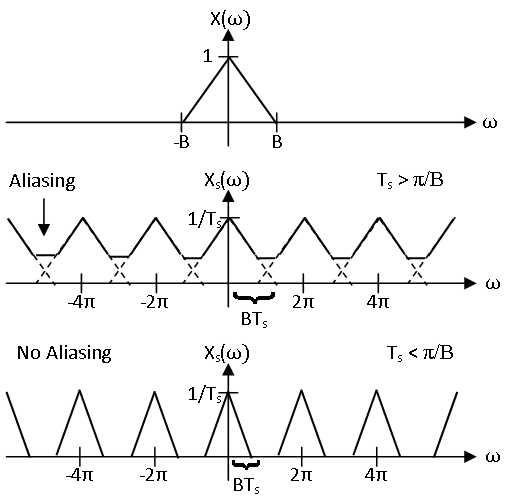 X(ω)
1
-B B ω
Aliasing Xs(ω) Ts > π/B
1/Ts
-4π -2π 2π 4π ω
BTs
No Aliasing Xs(ω) Ts < π/B
1/Ts
-4π -2π 2π 4π ω
BTs